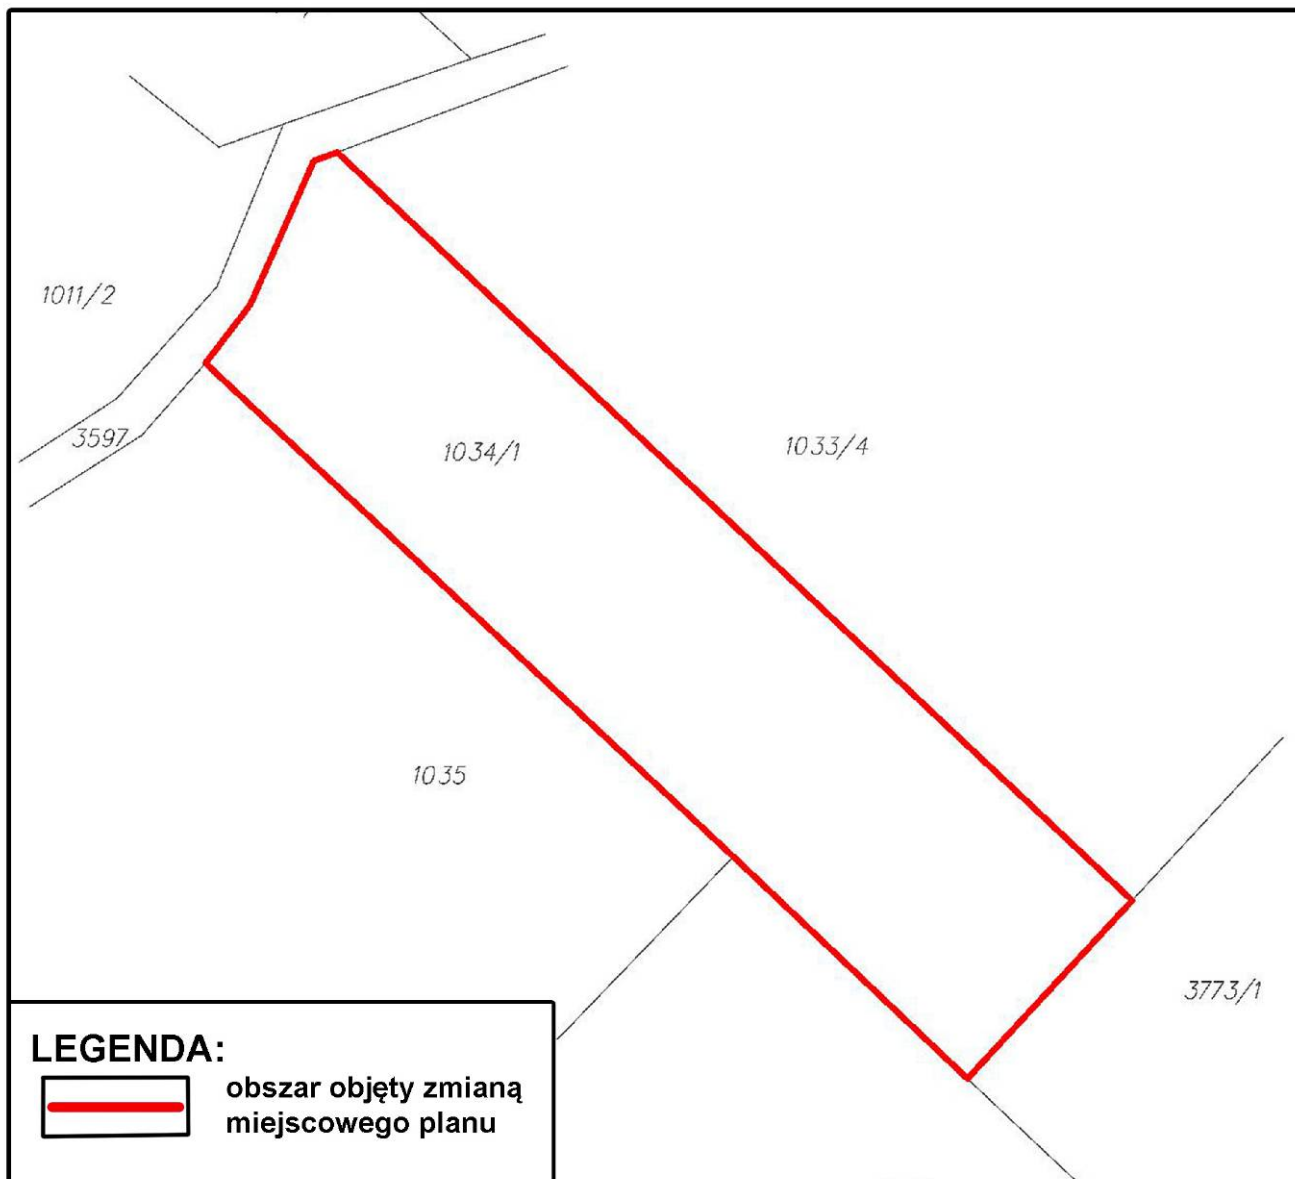 1011/2
3597
1034/1
1033/4
1035
3773/1
LEGENDA:
obszar objęty zmianą
miejscowego planu